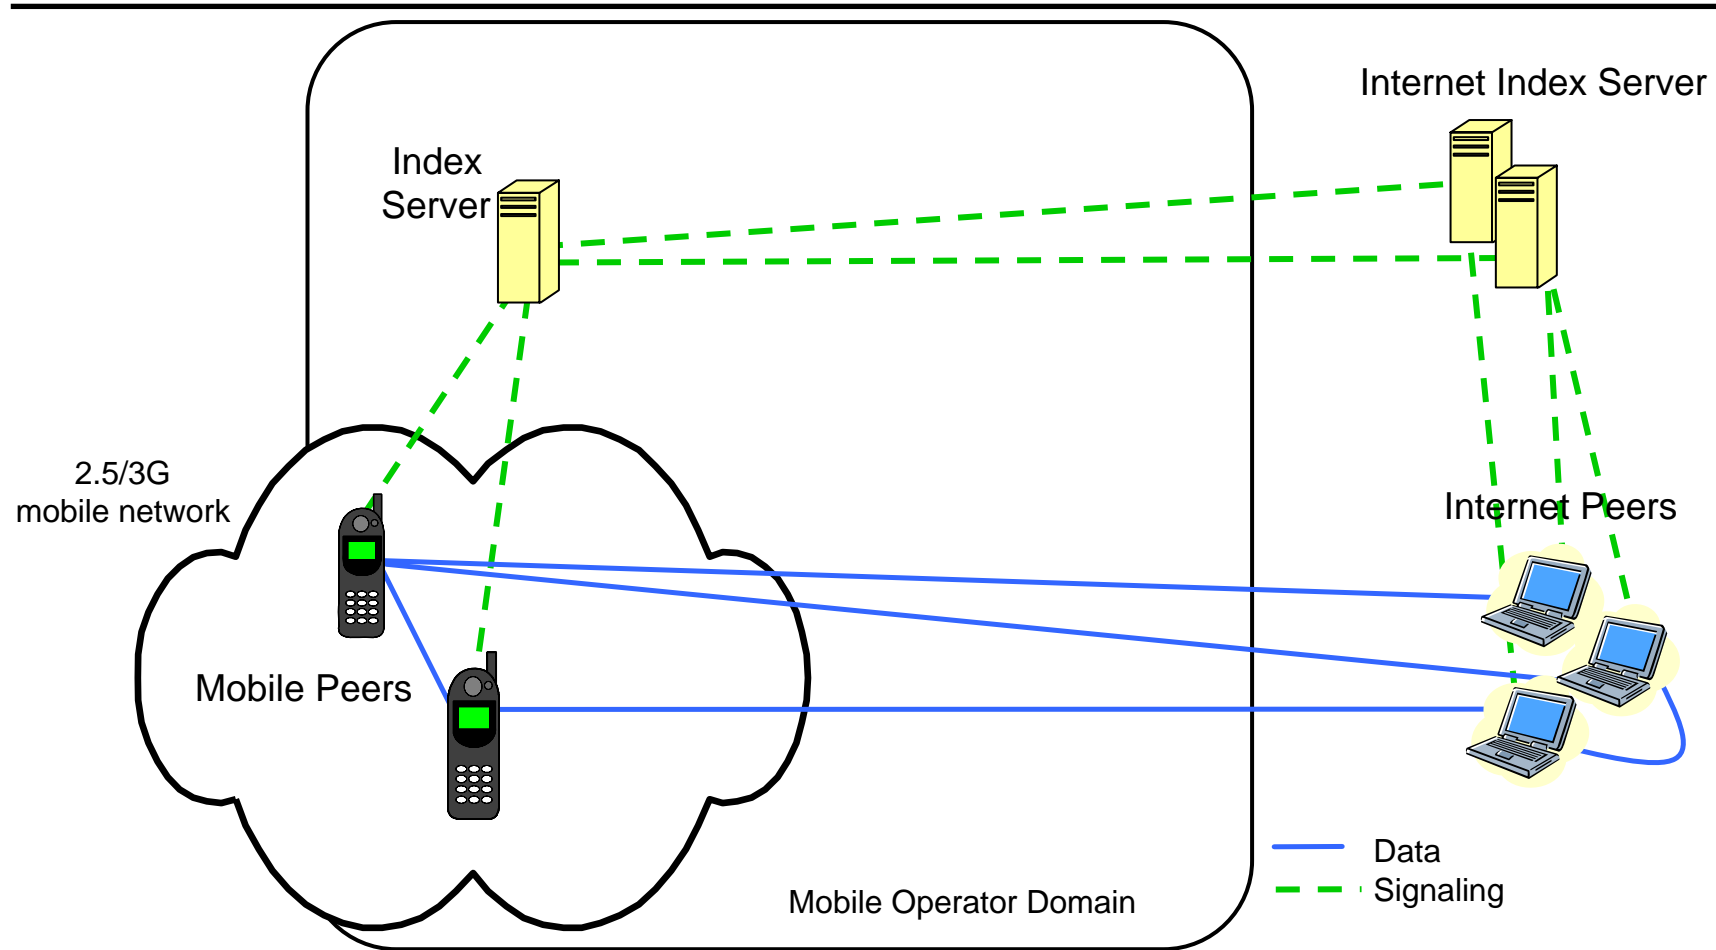 Internet Index Server
Index
Server
2.5/3G
mobile network
Internet Peers
Mobile Peers
Data
Signaling
Mobile Operator Domain